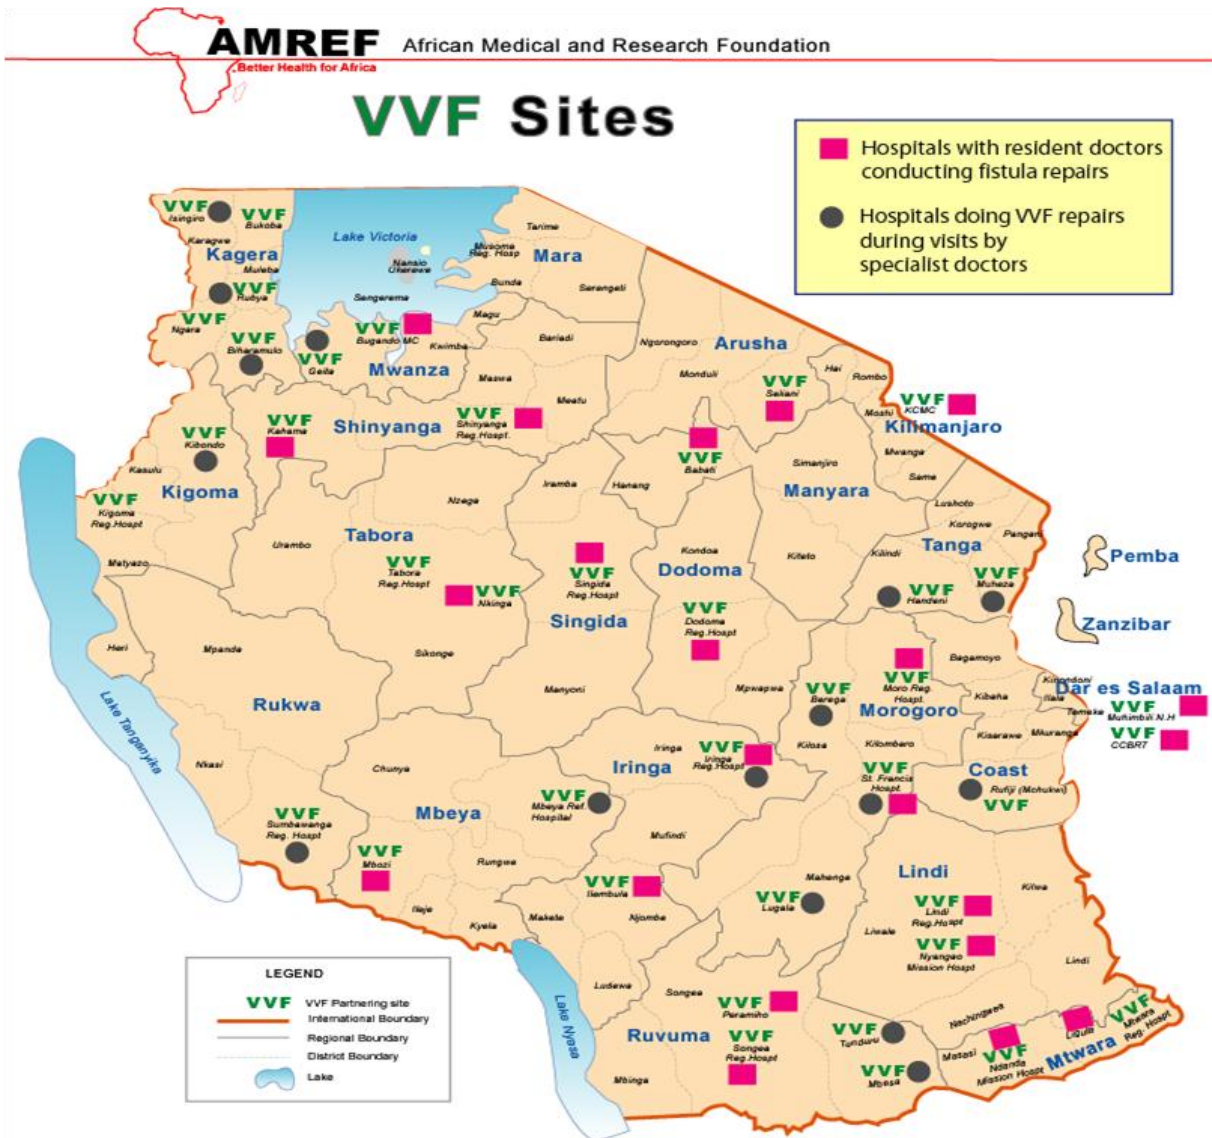 AMREF African Medical and Research Foundation
Better Health for Africa
VVF Sites
Hospitals with resident doctors
conducting fistula repairs
Hospitals doing VVF repairs
during visits by
specialist doctors
VVF
Isingiro
VVF
Bukoba
Karagwe
Kagera
Muleba
VVF
Rubya
VVF
Ngara
VVF
Biharamulo
Lake Victoria
Nansio
Ukerewe
Sengerema
VVF
Geita
VVF
Bugando MC
Mwanza
Kwimba
Magu
Musoma
Reg. Hosp
Tarime
Mara
Bunda
Serengeti
Bariadi
Maswa
Meatu
VVF
Kahama
Shinyanga
VVF
Shinyanga
Reg.Hospt.
Ngorongoro
Arusha
Monduli
VVF
Selian
Hai
Rombo
VVF
KCMC
Moshi
Kilimanjaro
Mwanga
Same
VVF
Babati
Hanang
Simanjiro
Manyara
Kiteto
VVF
Kibondo
Kasulu
Kigoma
VVF
Kigoma
Reg.Hospt
Matyazo
Heri
Nzega
Tabora
Urambo
VVF
Tabora
Reg.Hospt
VVF
Nkinga
Sikonge
Iramba
VVF
Singida
Reg.Hospt
Singida
Manyoni
Kondoa
Dodoma
VVF
Dodoma
Reg.Hospt
Mpwapwa
Lushoto
Korogwe
Pangani
Tanga
Kilindi
VVF
Handeni
VVF
Muheza
Pemba
Zanzibar
Bagamoyo
Kibaha
Kinondoni
Ilala
Temeke
Dar es Salaam
VVF
Muhimbili N.H
VVF
CCBRT
Kisarawe
Mkuranga
Coast
Rufiji (Mchukwi)
VVF
VVF
Moro Reg.
Hospt.
Morogoro
VVF
Berega
Kilosa
Kilombero
VVF
St. Francis
Hospt.
Mahenge
VVF
Lugala
Lake Tanganyika
Mpanda
Rukwa
Nkasi
VVF
Sumbawanga
Reg. Hospt
Chunya
Mbeya
VVF
Mbeya Ref.
Hospital
VVF
Mbozi
Rungwe
Ileje
Kyela
Iringa
Iringa
VVF
Iringa
Reg.Hospt
Mufindi
VVF
Ilembula
Makete
Njombe
Ludewa
Lake Nyasa
Lindi
Kilwa
VVF
Lindi
Reg.Hospt
Liwale
VVF
Nyangao
Mission Hospt
Lindi
Nachingwea
Songea
VVF
Peramiho
Ruvuma
VVF
Songea
Reg.Hospt
Mbinga
VVF
Tunduru
VVF
Mbesa
Masasi
VVF
Ndanda
Mission Hospt
Ligula
Mtwara
VVF
Mtwara
Reg. Hospt
LEGEND
VVF VVF Partnering site
International Boundary
Regional Boundary
District Boundary
Lake